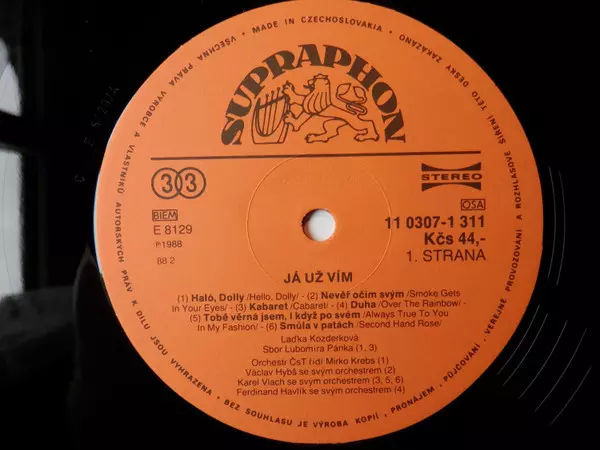 VŠECHNA PRÁVA VÝROBCE A VLASTNÍKŮ AUTORSKÝCH PRÁV K DÍLU JSOU VYHRAZENA • BEZ SOUHLASU JE VÝROBA KOPIÍ, PRONÁJEM, PŮJČOVÁNÍ, VEŘEJNÉ PROVOZOVÁNÍ A ROZHLASOVÉ ŠÍŘENÍ TÉTO DESKY ZAKÁZÁNO • MADE IN CZECHOSLOVAKIA •
SUPRAPHON
33
STEREO
BIEM
OSA
E 8129
11 0307-1 311
℗1988
Kčs 44,-
88 2
1. STRANA
JÁ UŽ VÍM
(1) Haló, Dolly /Hello, Dolly/ - (2) Nevěř očím svým /Smoke Gets
In Your Eyes/ - (3) Kabaret /Cabaret/ - (4) Duha /Over The Rainbow/ -
(5) Tobě věrná jsem, i když po svém /Always True To You
In My Fashion/ - (6) Smůla v patách /Second Hand Rose/
Laďka Kozderková
Sbor Lubomíra Pánka (1, 3)
Orchestr ČsT řídí Mirko Krebs (1)
Václav Hybš se svým orchestrem (2)
Karel Vlach se svým orchestrem (3, 5, 6)
Ferdinand Havlík se svým orchestrem (4)